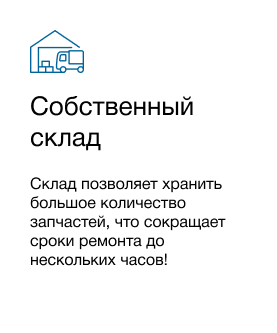 Собственный
склад
Склад позволяет хранить
большое количество
запчастей, что сокращает
сроки ремонта до
нескольких часов!